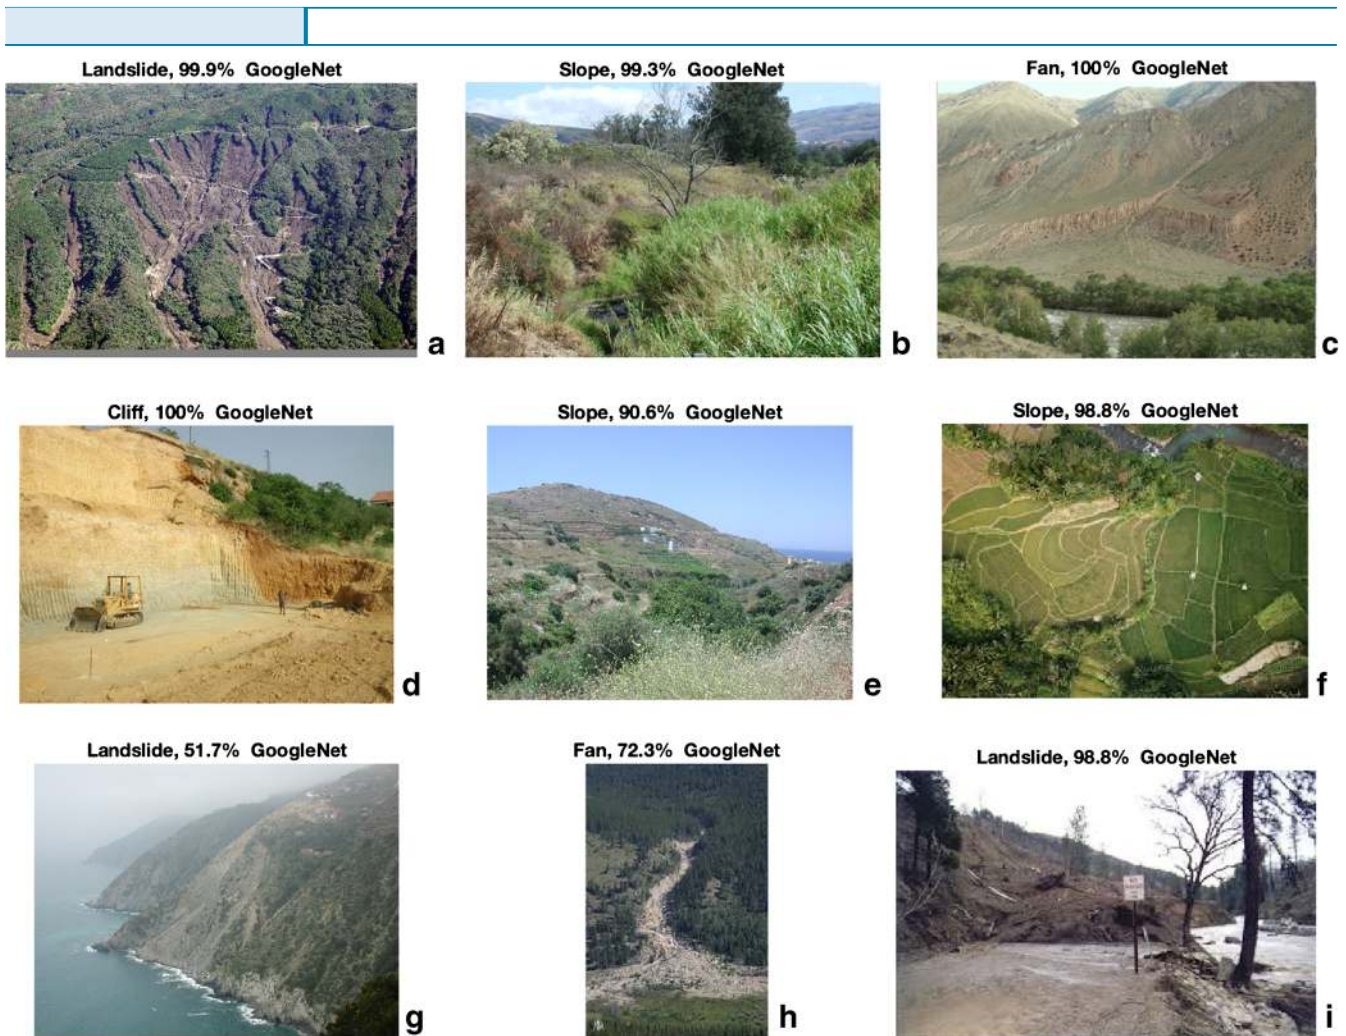 Landslide, 99.9% GoogleNet
Slope, 99.3% GoogleNet
Fan, 100% GoogleNet
a
b
c
Cliff, 100% GoogleNet
Slope, 90.6% GoogleNet
Slope, 98.8% GoogleNet
d
e
f
Landslide, 51.7% GoogleNet
Fan, 72.3% GoogleNet
Landslide, 98.8% GoogleNet
g
h
i